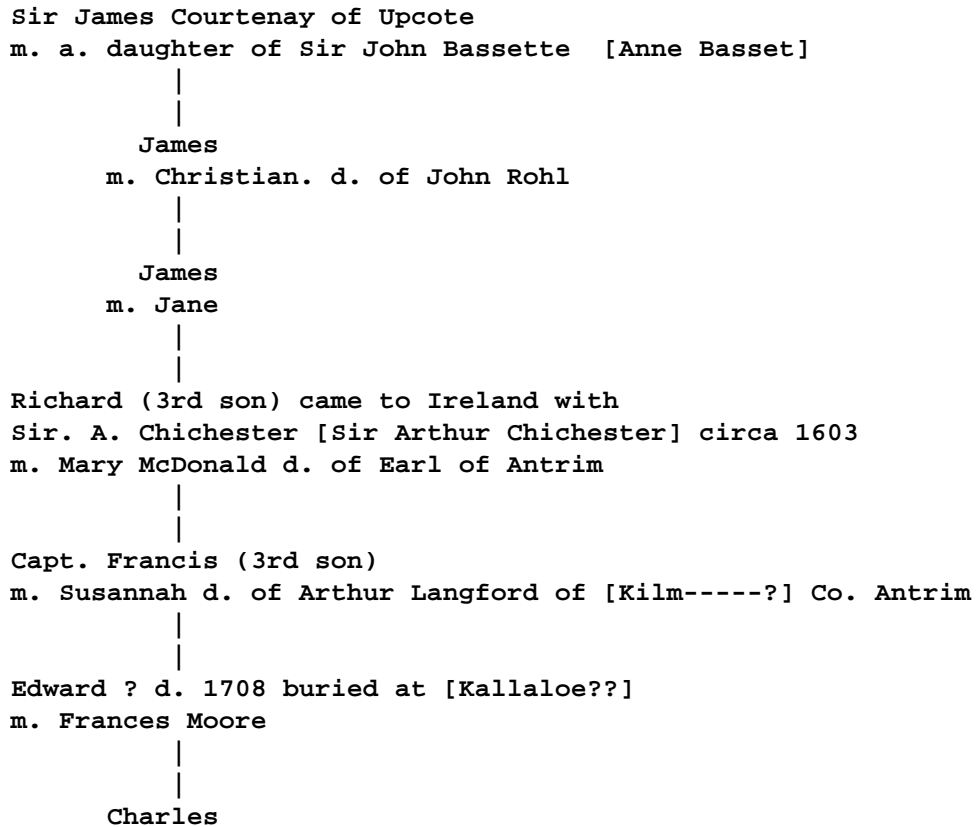 Sir James Courtenay of Upcote
m. a. daughter of Sir John Bassette [Anne Basset]
James
m. Christian. d. of John Rohl
James
m. Jane
Richard (3rd son) came to Ireland with
Sir. A. Chichester [Sir Arthur Chichester] circa 1603
m. Mary McDonald d. of Earl of Antrim
Capt. Francis (3rd son)
m. Susannah d. of Arthur Langford of [Kilm-----?] Co. Antrim
Edward ? d. 1708 buried at [Kallaloe??]
m. Frances Moore
Charles